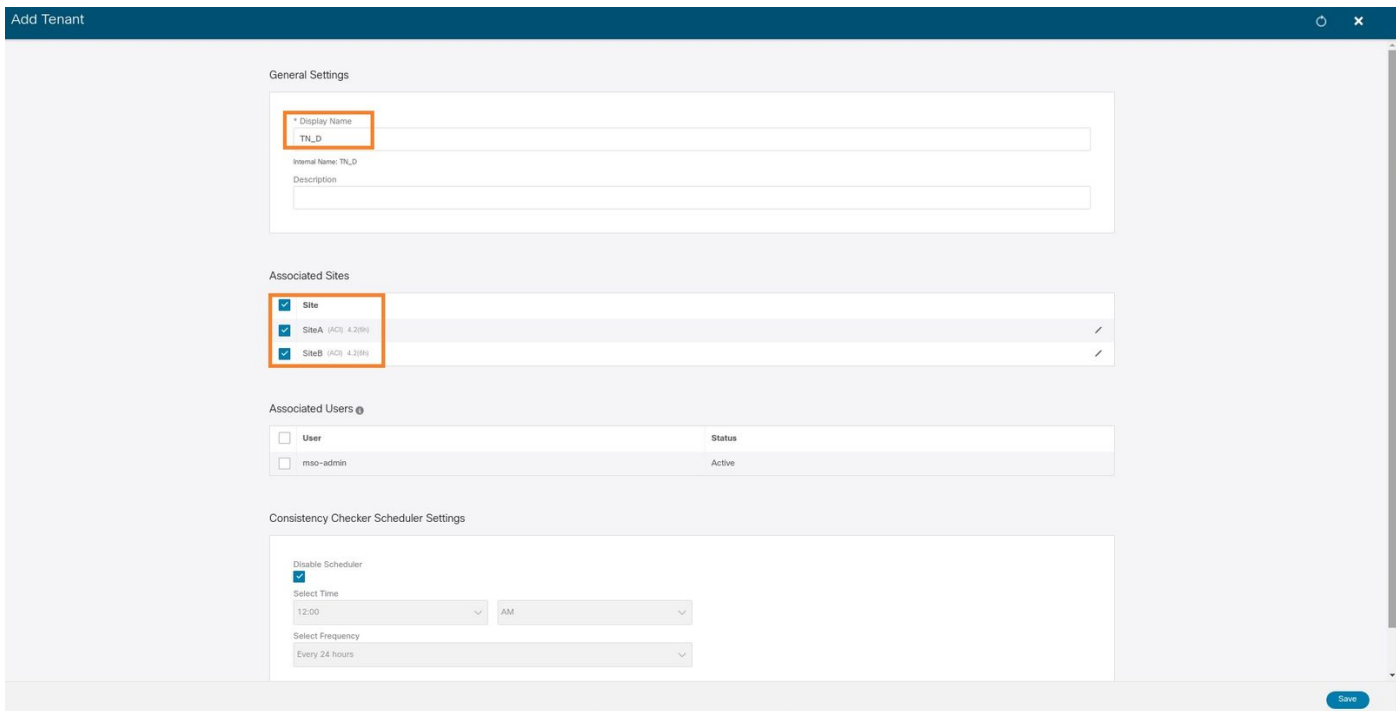 Add Tenant
General Settings
* Display Name
TN_D
Internal Name: TN_D
Description
Associated Sites
Site
SiteA (ACI) 4.2(6h)
SiteB (ACI) 4.2(6h)
Associated Users
User Status
mso-admin Active
Consistency Checker Scheduler Settings
Disable Scheduler
Select Time
12:00 AM
Select Frequency
Every 24 hours
Save